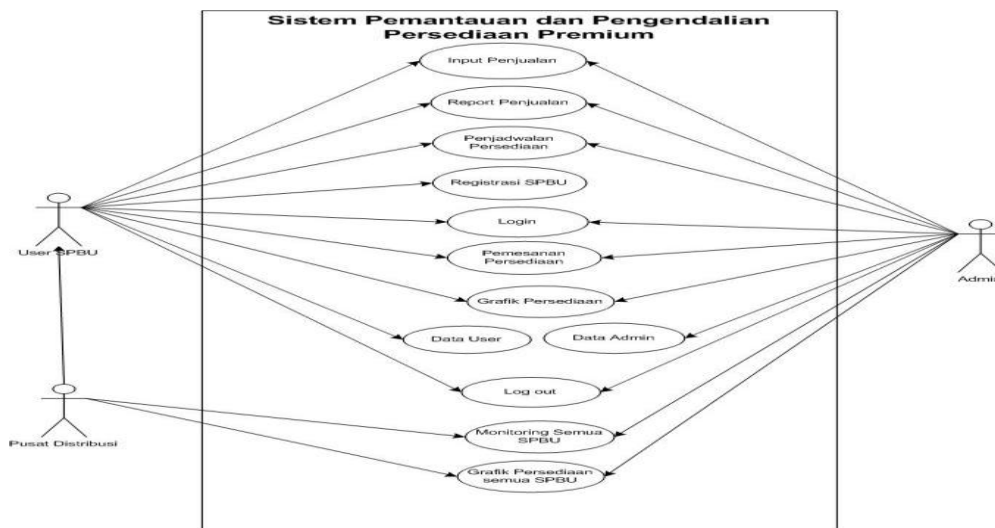 Sistem Pemantauan dan Pengendalian
Persediaan Premium
Input Penjualan
Report Penjualan
Penjadwalan
Persediaan
Registrasi SPBU
Login
User SPBU
Pemesanan
Persediaan
Admin
Grafik Persediaan
Data User
Data Admin
Log out
Pusat Distribusi
Monitoring Semua
SPBU
Grafik Persediaan
semua SPBU